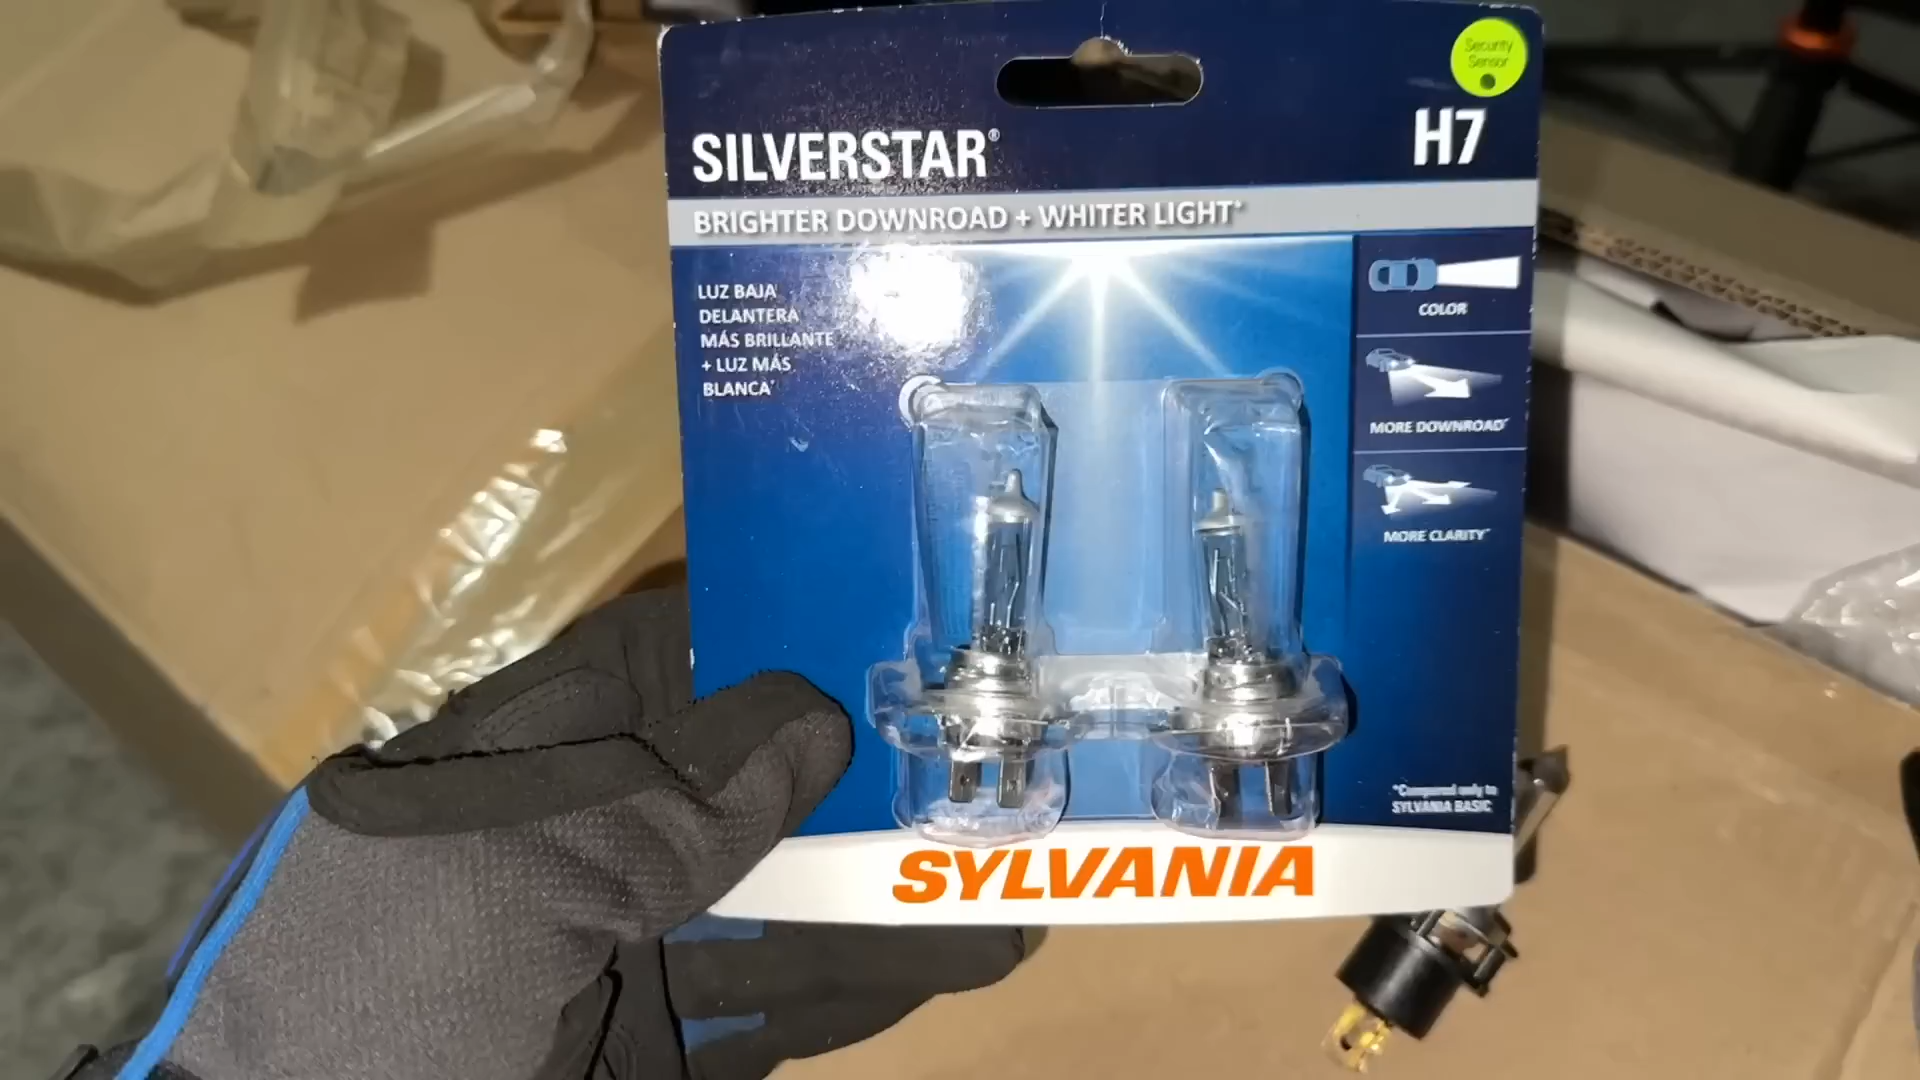 Security
Sensor
SILVERSTAR®
H7
BRIGHTER DOWNROAD + WHITER LIGHT*
LUZ BAJA
DELANTERA
MÁS BRILLANTE
+ LUZ MÁS
BLANCA*
COLOR
MORE DOWNROAD*
MORE CLARITY*
*Compared only to
SYLVANIA BASIC
SYLVANIA